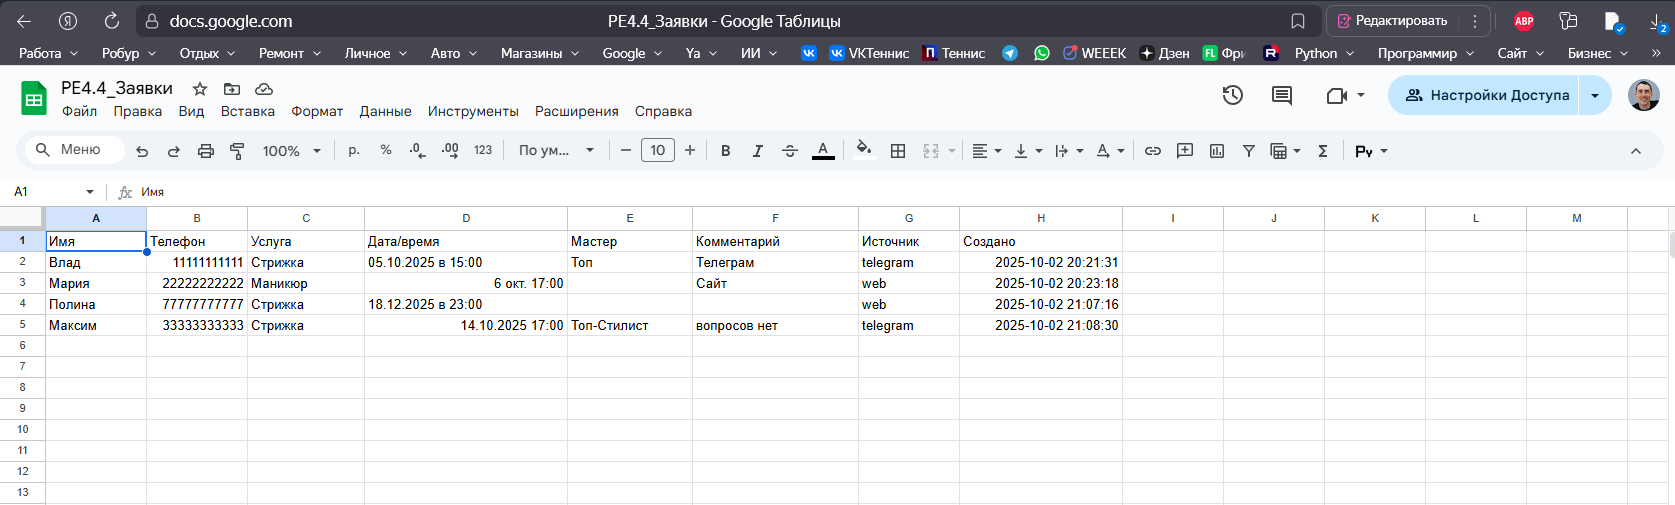 docs.google.com PE4.4_Заявки - Google Таблицы Редактировать ABP 2
Работа Робур Отдых Ремонт Личное Авто Магазины Google Ya ИИ VKТеннис Теннис WEEEK Дзен FL Фри Python Программир Сайт Бизнес »
PE4.4_Заявки
Файл Правка Вид Вставка Формат Данные Инструменты Расширения Справка
Настройки Доступа
Меню 100% р. % .0 .00 123 По ум... 10 B I A Σ Py
A1 fx Имя
A B C D E F G H I J K L M
1 Имя Телефон Услуга Дата/время Мастер Комментарий Источник Создано
2 Влад 11111111111 Стрижка 05.10.2025 в 15:00 Топ Телеграм telegram 2025-10-02 20:21:31
3 Мария 22222222222 Маникюр 6 окт. 17:00 Сайт web 2025-10-02 20:23:18
4 Полина 77777777777 Стрижка 18.12.2025 в 23:00 web 2025-10-02 21:07:16
5 Максим 33333333333 Стрижка 14.10.2025 17:00 Топ-Стилист вопросов нет telegram 2025-10-02 21:08:30
6
7
8
9
10
11
12
13